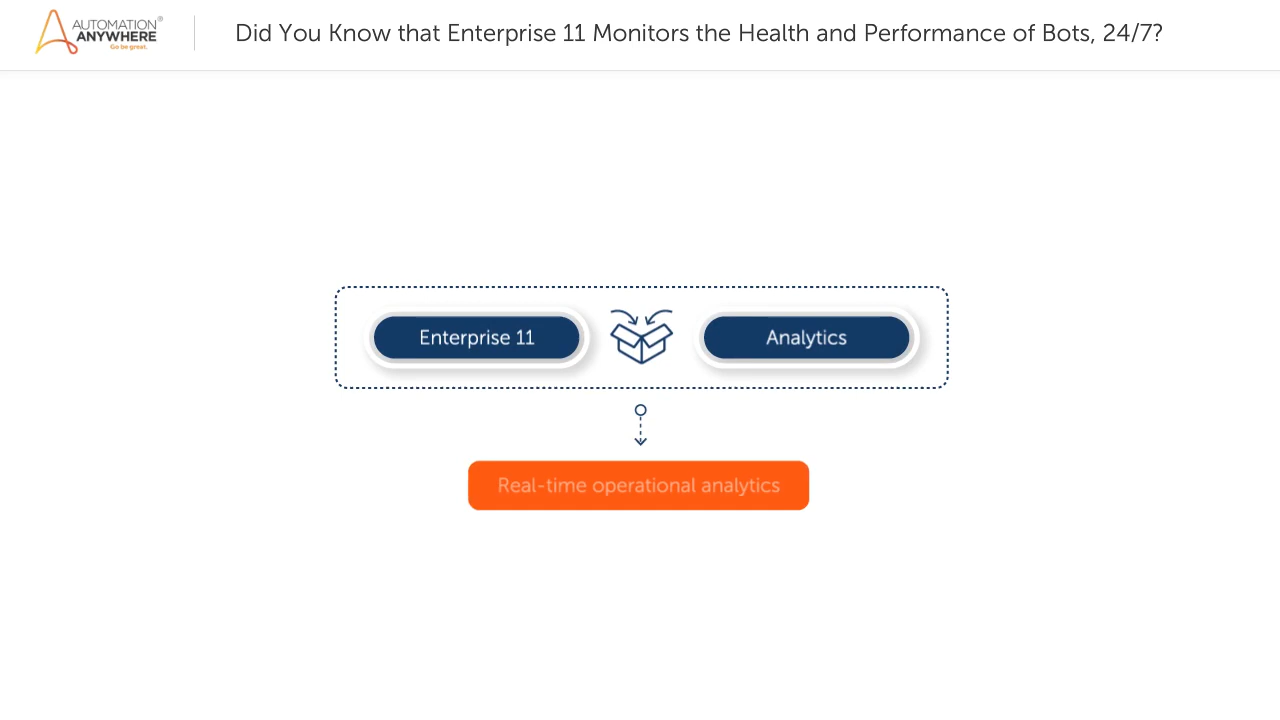 AUTOMATION®
ANYWHERE
Go be great.
Did You Know that Enterprise 11 Monitors the Health and Performance of Bots, 24/7?
Enterprise 11
Analytics
Real-time operational analytics